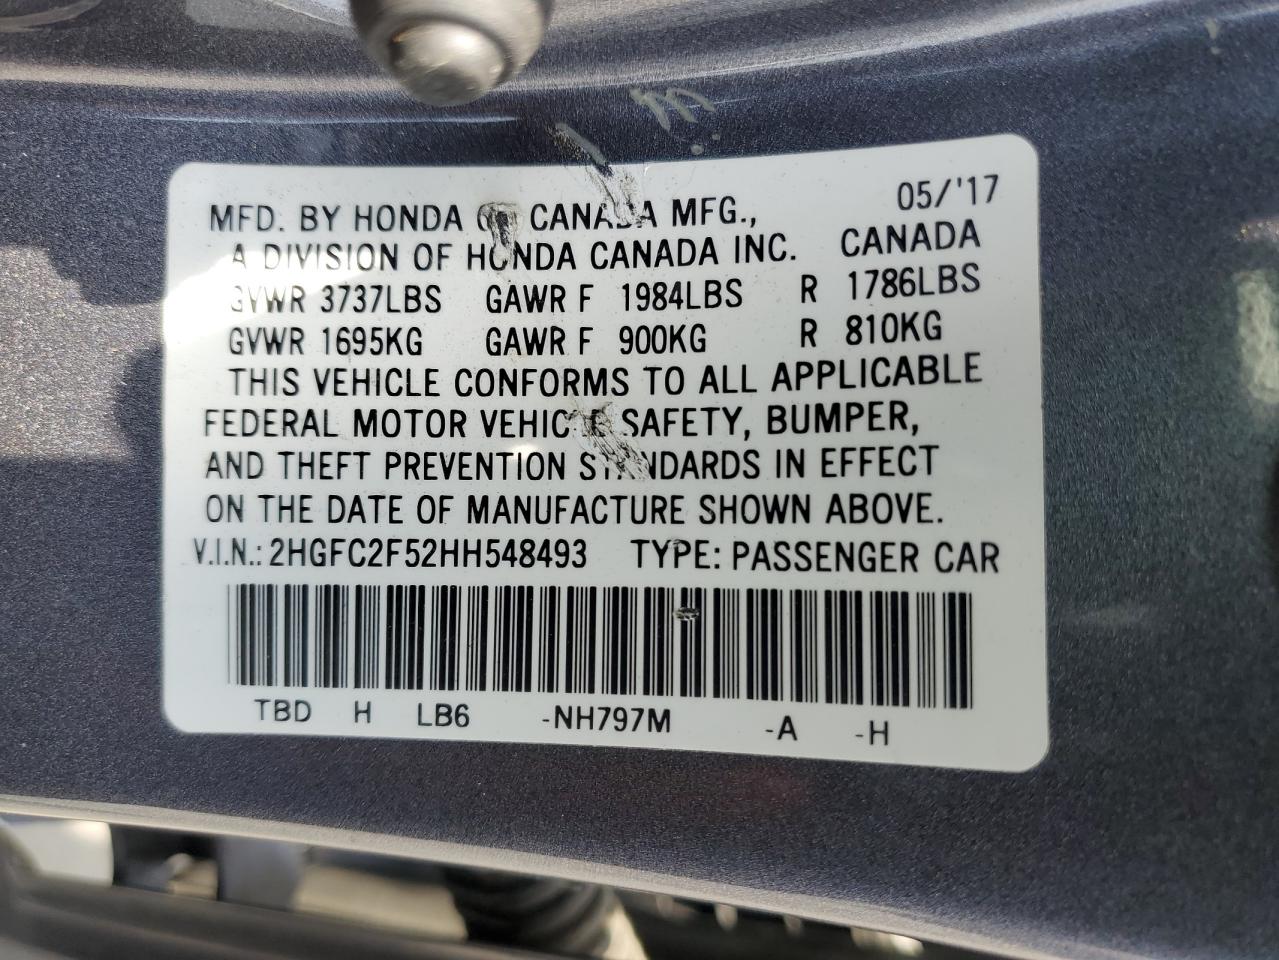 05/'17
MFD. BY HONDA CANADA MFG.,
A DIVISION OF HONDA CANADA INC. CANADA
GVWR 3737LBS GAWR F 1984LBS R 1786LBS
GVWR 1695KG GAWR F 900KG R 810KG
THIS VEHICLE CONFORMS TO ALL APPLICABLE
FEDERAL MOTOR VEHICLE SAFETY, BUMPER,
AND THEFT PREVENTION STANDARDS IN EFFECT
ON THE DATE OF MANUFACTURE SHOWN ABOVE.
V.I.N.: 2HGFC2F52HH548493 TYPE: PASSENGER CAR
TBD H LB6 -NH797M -A -H